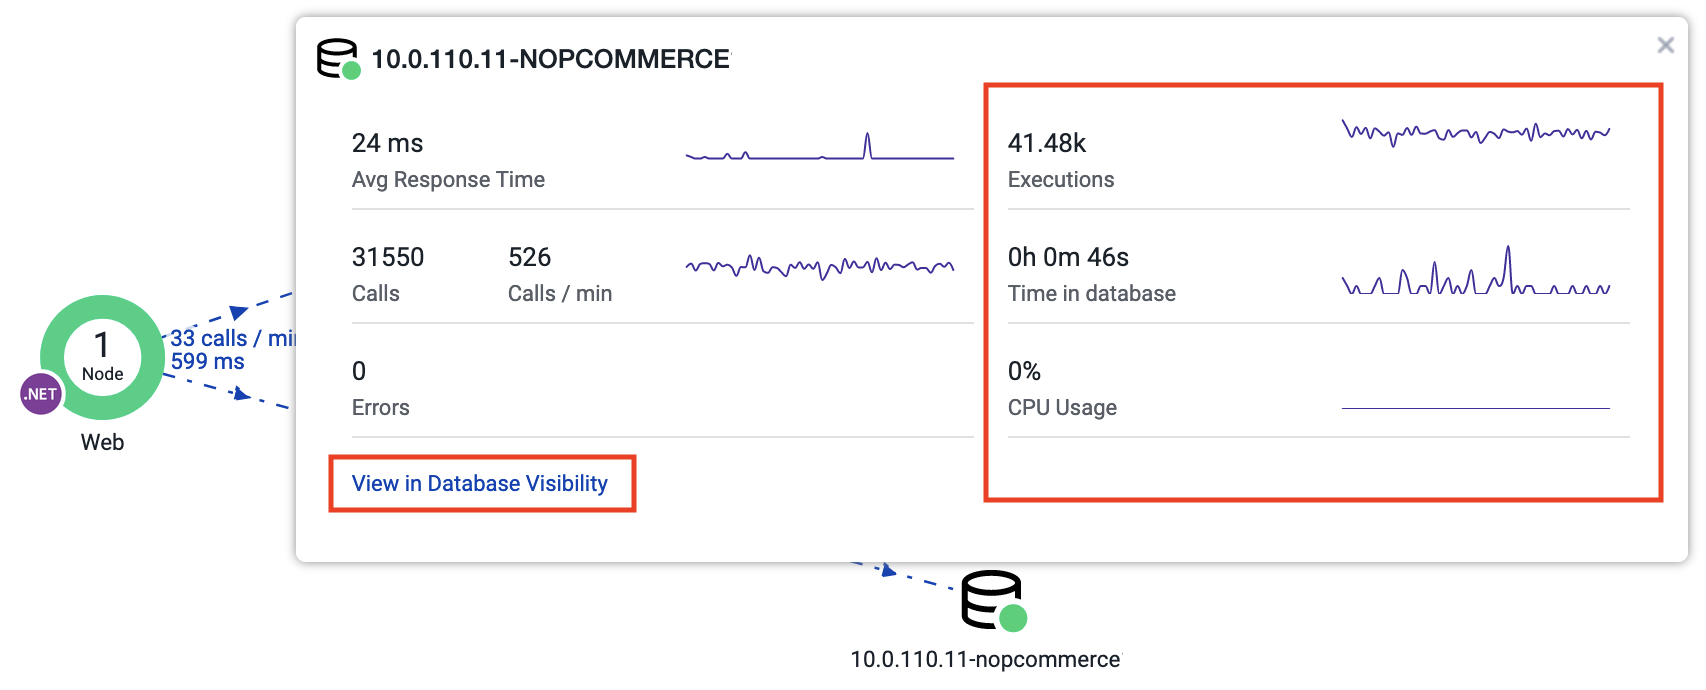 10.0.110.11-NOPCOMMERCE
24 ms
Avg Response Time
41.48k
Executions
31550
Calls
526
Calls / min
0h 0m 46s
Time in database
0
Errors
0%
CPU Usage
View in Database Visibility
1
Node
.NET
Web
33 calls / min
599 ms
10.0.110.11-nopcommerce